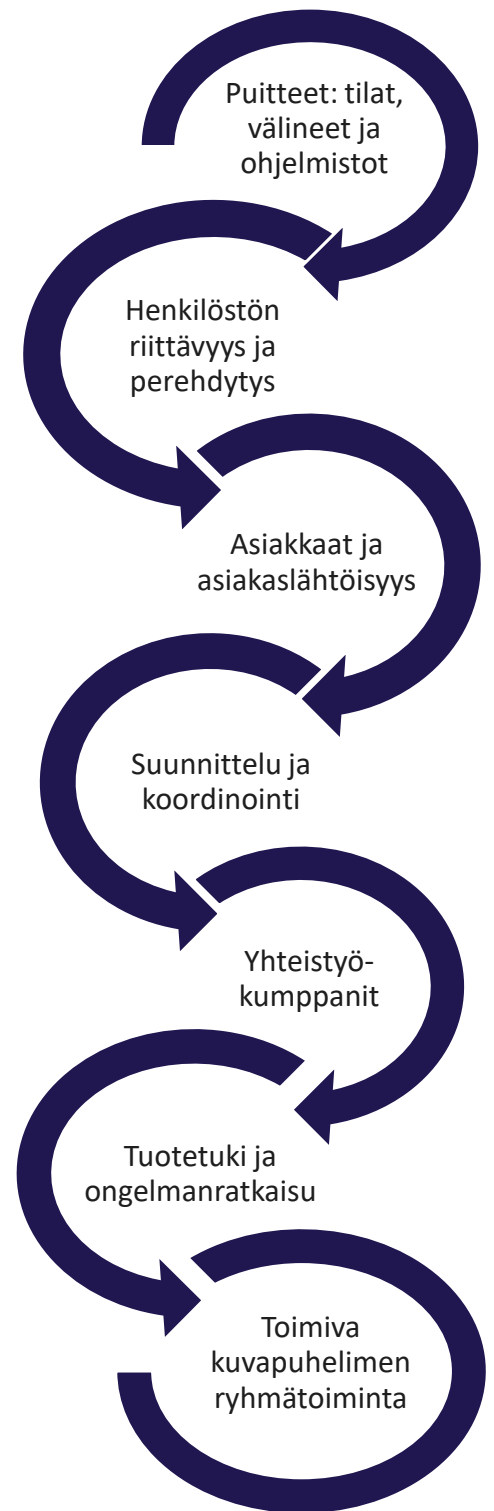 Puitteet: tilat,
välineet ja
ohjelmistot
Henkilöstön
riittävyys ja
perehdytys
Asiakkaat ja
asiakaslähtöisyys
Suunnittelu ja
koordinointi
Yhteistyö-
kumppanit
Tuotetuki ja
ongelmanratkaisu
Toimiva
kuvapuhelimen
ryhmätoiminta